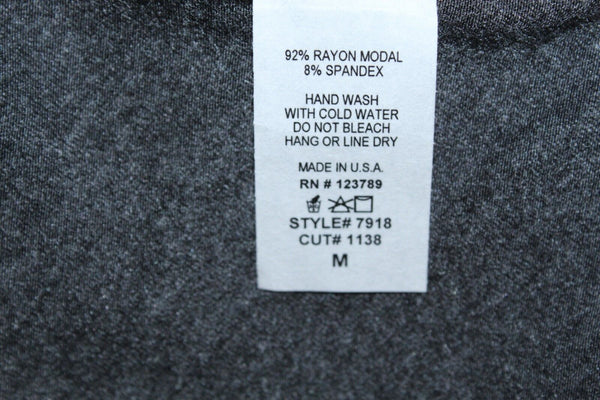 92% RAYON MODAL
8% SPANDEX
HAND WASH
WITH COLD WATER
DO NOT BLEACH
HANG OR LINE DRY
MADE IN U.S.A.
RN # 123789
STYLE# 7918
CUT# 1138
M